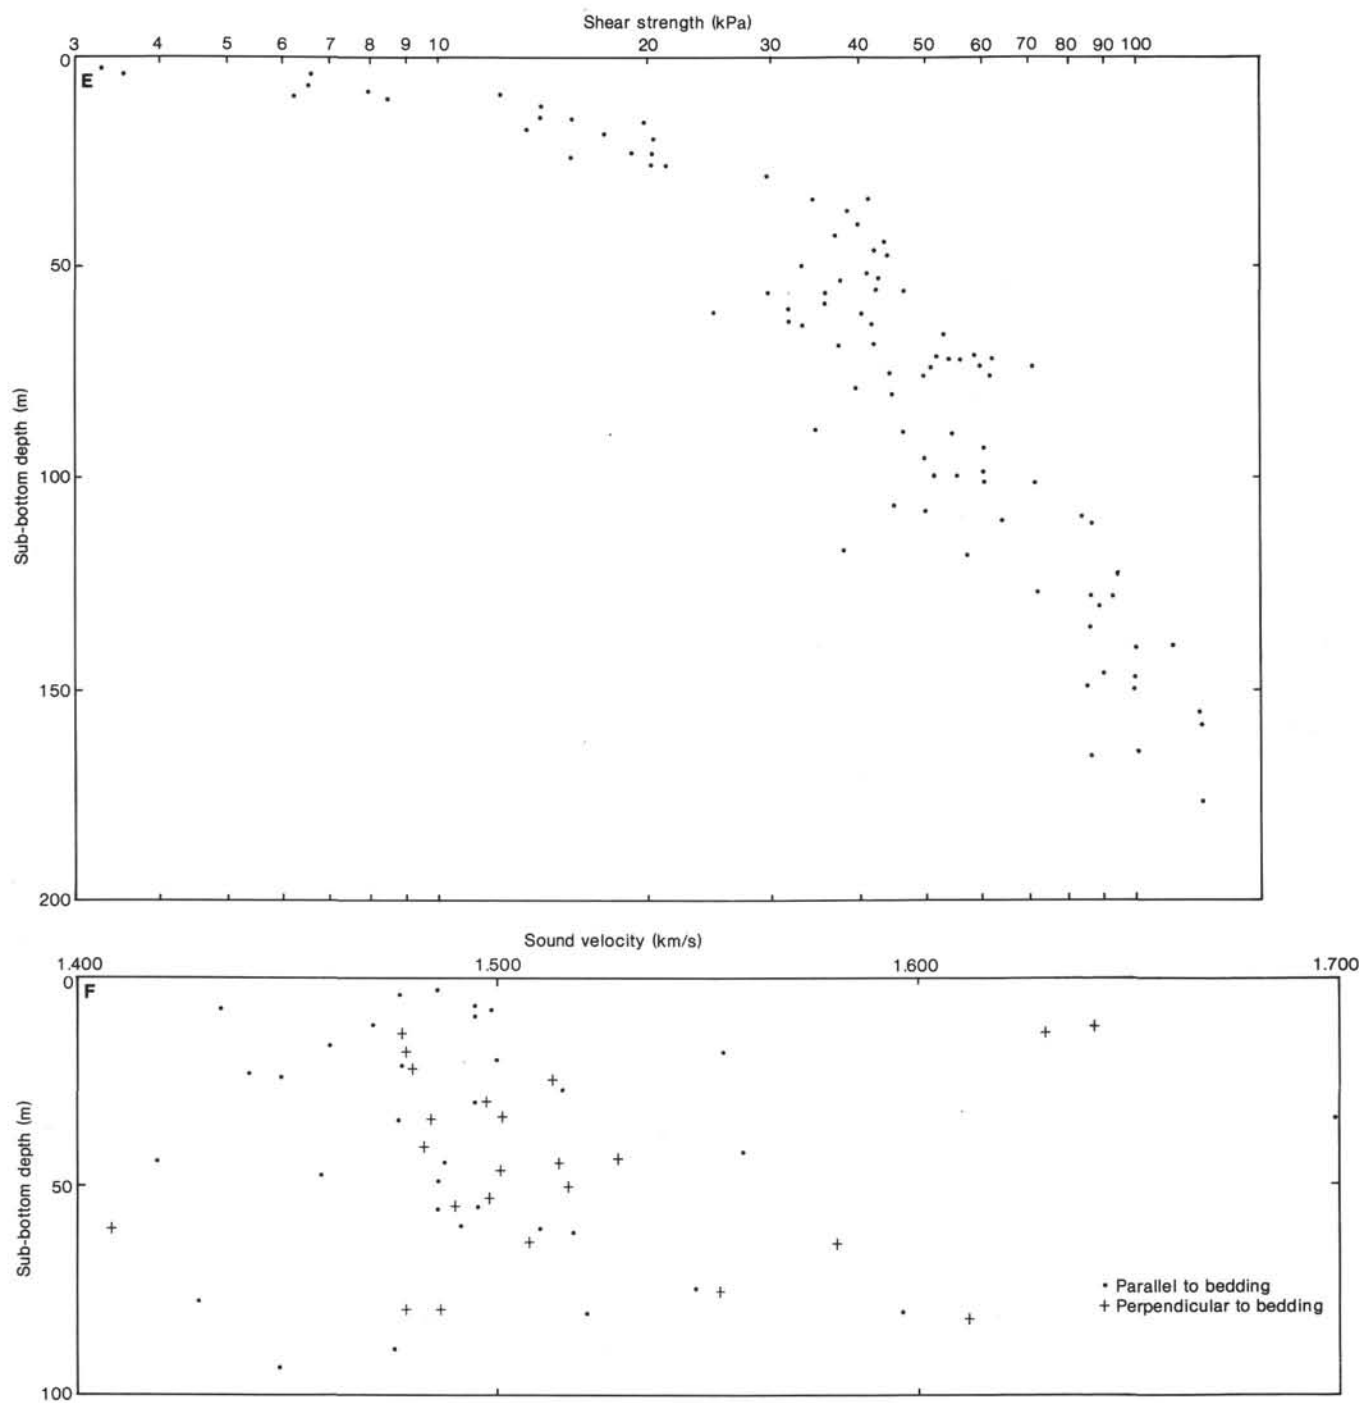 Shear strength (kPa)
3 4 5 6 7 8 9 10 20 30 40 50 60 70 80 90 100
0
E
50
Sub-bottom depth (m)
100
150
200
Sound velocity (km/s)
1.400 1.500 1.600 1.700
0
F
Sub-bottom depth (m)
50
• Parallel to bedding
+ Perpendicular to bedding
100